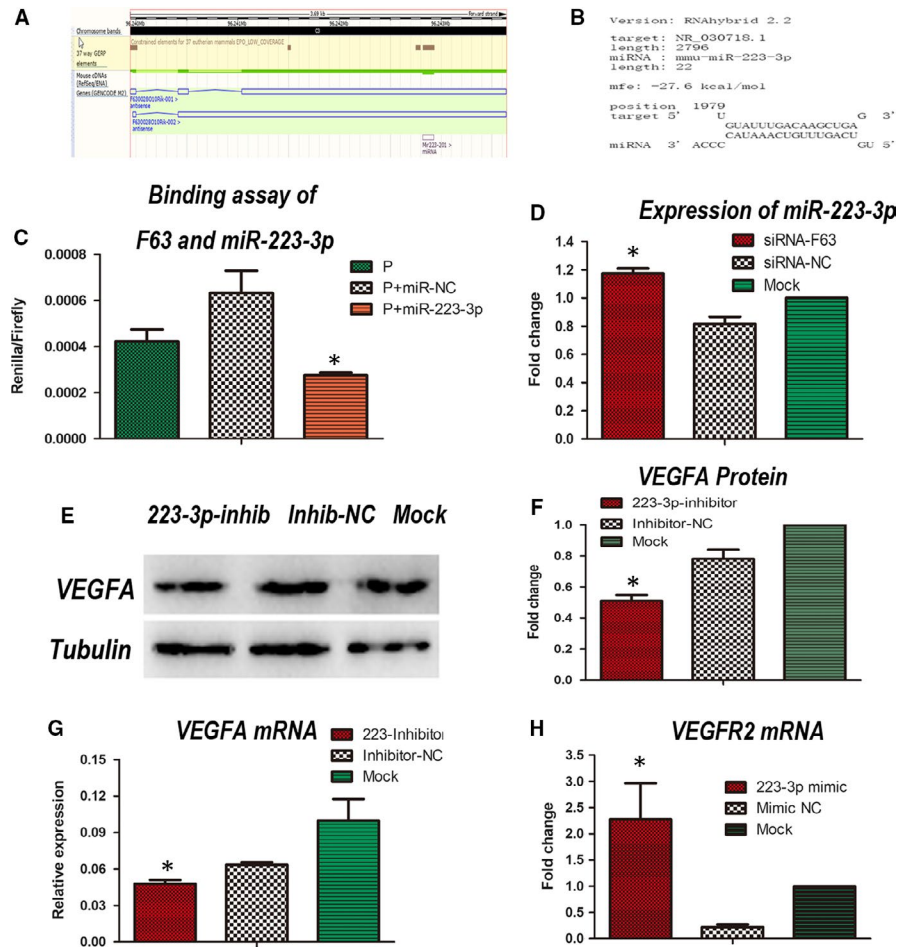 A
3.69 kb
forward strand
96.242Mb
96.243Mb
Chromosome bands
Constrained elements for 37 eutherian mammals EPO_LOW_COVERAGE
37 way GERP
elements
Mouse cDNAs
(RefSeq/ENA)
Genes (GENCODE M2)
F630028O10Rik-001 >
antisense
F630028O10Rik-002 >
antisense
Mir223-201 >
miRNA
B
Version: RNAhybrid 2.2
target: NR_030718.1
length: 2796
miRNA : mmu-miR-223-3p
length: 22
mfe: -27.6 kcal/mol
position 1979
target 5' U G 3'
GUAUUUGACAAGCUGA
CAUAAACUGUUUGACU
miRNA 3' ACCC GU 5'
C
Binding assay of
F63 and miR-223-3p
Renilla/Firefly
0.0008
0.0006
0.0004
0.0002
0.0000
*
P
P+miR-NC
P+miR-223-3p
D
Expression of miR-223-3p
Fold change
1.4
1.2
1.0
0.8
0.6
0.4
0.2
0.0
*
siRNA-F63
siRNA-NC
Mock
E
223-3p-inhib Inhib-NC Mock
VEGFA
Tubulin
F
VEGFA Protein
223-3p-inhibitor
Inhibitor-NC
Mock
Fold change
1.0
0.8
0.6
0.4
0.2
0.0
*
G
VEGFA mRNA
223-Inhibitor
Inhibitor-NC
Mock
Relative expression
0.15
0.12
0.09
0.06
0.03
0.00
*
H
VEGFR2 mRNA
Fold change
3.5
3.0
2.5
2.0
1.5
1.0
0.5
0.0
*
223-3p mimic
Mimic NC
Mock